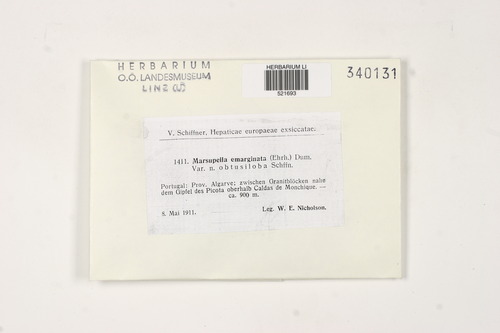 HERBARIUM
O.Ö. LANDESMUSEUM
LINZ (LI)
HERBARIUM LI
521693
340131
V. Schiffner, Hepaticae europaeae exsiccatae.
1411. Marsupella emarginata (Ehrh.) Dum.
Var. n. obtusiloba Schffn.
Portugal: Prov. Algarve; zwischen Granitblöcken nahe
dem Gipfel des Picota oberhalb Caldas de Monchique. —
ca. 900 m.
8. Mai 1911.
Leg. W. E. Nicholson.